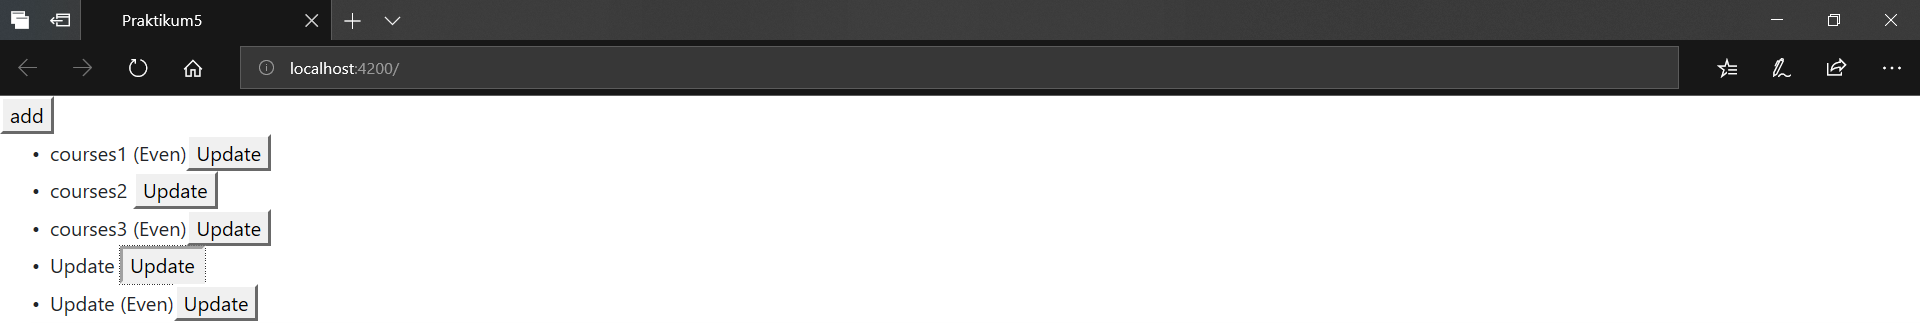 Praktikum5
localhost:4200/
add
• courses1 (Even) Update
• courses2 Update
• courses3 (Even) Update
• Update Update
• Update (Even) Update